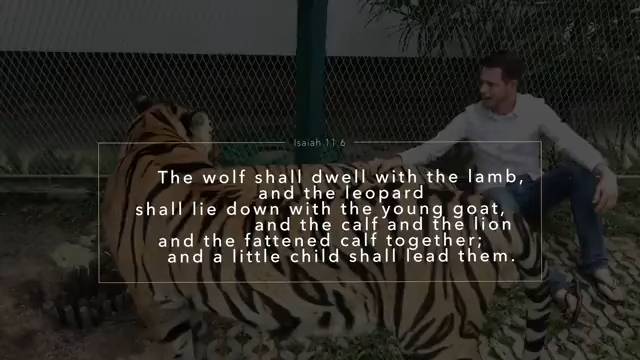 Isaiah 11:6
The wolf shall dwell with the lamb,
and the leopard
shall lie down with the young goat,
and the calf and the lion
and the fattened calf together;
and a little child shall lead them.